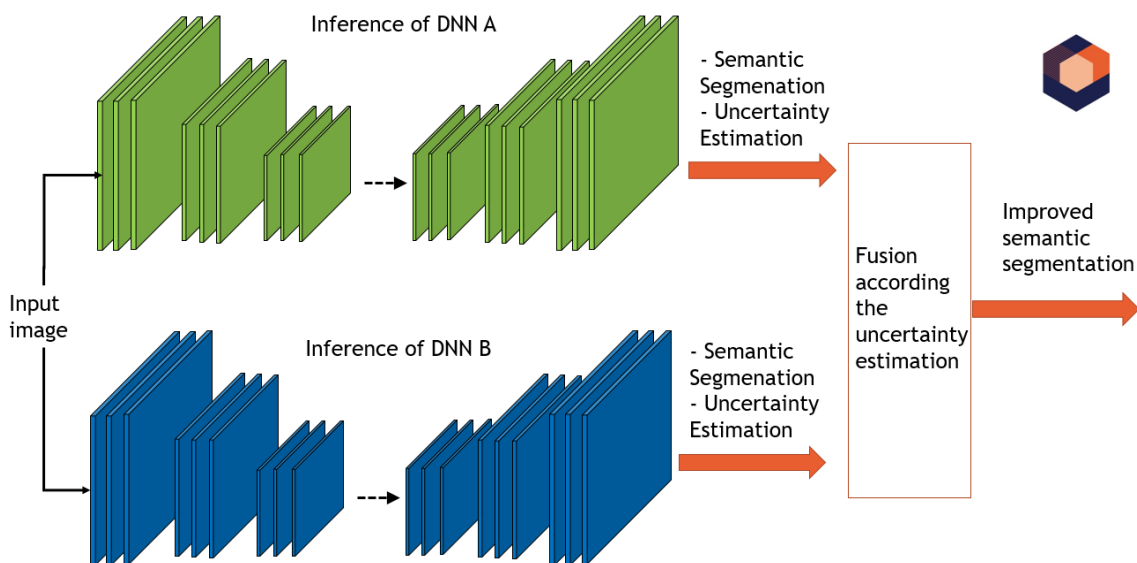 Inference of DNN A
- Semantic
Segmenation
- Uncertainty
Estimation
Input
image
Inference of DNN B
- Semantic
Segmenation
- Uncertainty
Estimation
Fusion
according
the
uncertainty
estimation
Improved
semantic
segmentation